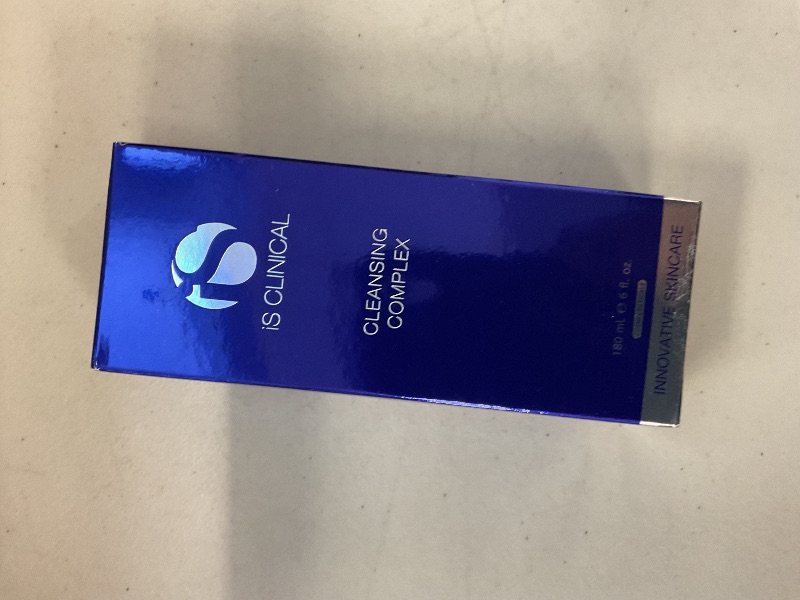 iS CLINICAL
CLEANSING
COMPLEX
180 mL ℮ 6 fl. oz.
INNOVATIVE SKINCARE